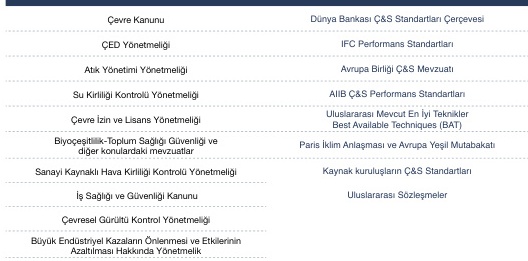 Çevre Kanunu
Dünya Bankası Ç&S Standartları Çerçevesi
ÇED Yönetmeliği
IFC Performans Standartları
Atık Yönetimi Yönetmeliği
Avrupa Birliği Ç&S Mevzuatı
Su Kirliliği Kontrolü Yönetmeliği
AIIB Ç&S Performans Standartları
Çevre İzin ve Lisans Yönetmeliği
Uluslararası Mevcut En İyi Teknikler
Best Available Techniques (BAT)
Biyoçeşitlilik-Toplum Sağlığı Güvenliği ve
diğer konulardaki mevzuatlar
Paris İklim Anlaşması ve Avrupa Yeşil Mutabakatı
Sanayi Kaynaklı Hava Kirliliği Kontrolü Yönetmeliği
Kaynak kuruluşların Ç&S Standartları
İş Sağlığı ve Güvenliği Kanunu
Uluslararası Sözleşmeler
Çevresel Gürültü Kontrol Yönetmeliği
Büyük Endüstriyel Kazaların Önlenmesi ve Etkilerinin
Azaltılması Hakkında Yönetmelik